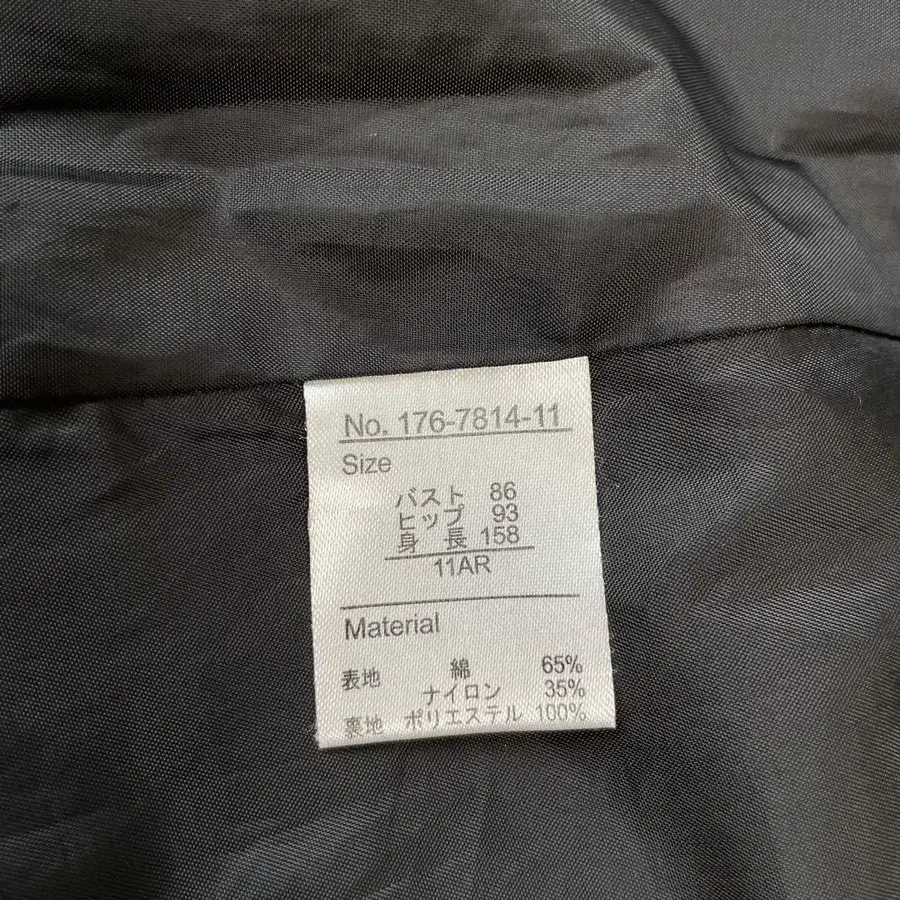 No. 176-7814-11
Size
バスト 86
ヒップ 93
身 長 158
11AR
Material
表地 綿 65%
ナイロン 35%
裏地 ポリエステル 100%